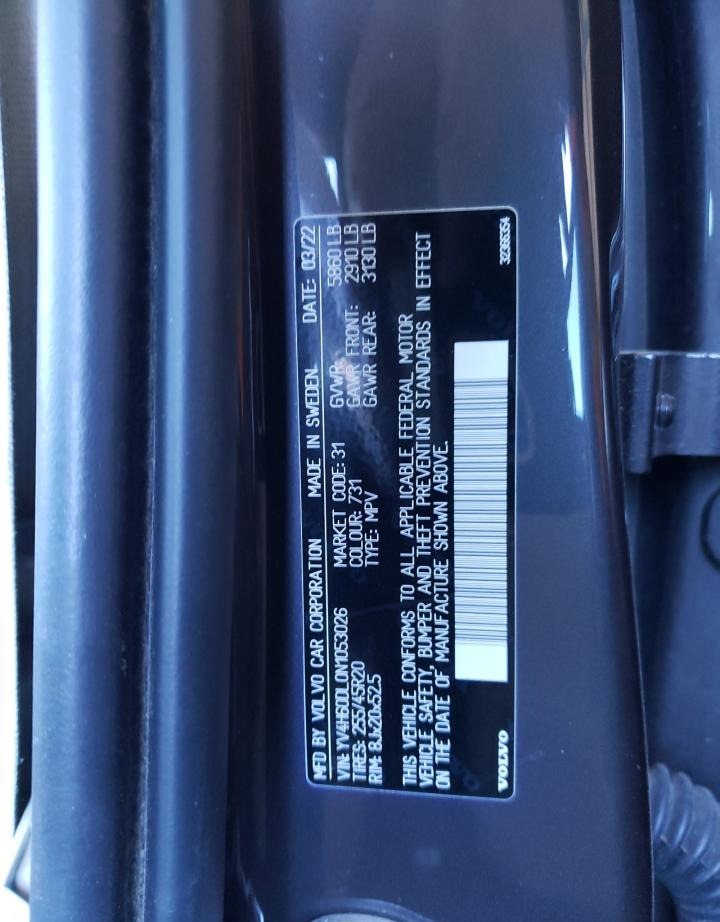 MFD BY VOLVO CAR CORPORATION MADE IN SWEDEN. DATE: 03/22
VIN: YV4H60DL0N1053026 MARKET CODE: 31 GVWR: 5860 LB
TIRES: 255/45R20 COLOUR: 731 GAWR FRONT: 2910 LB
RIM: 8Jx20x52.5 TYPE: MPV GAWR REAR: 3130 LB
THIS VEHICLE CONFORMS TO ALL APPLICABLE FEDERAL MOTOR
VEHICLE SAFETY, BUMPER AND THEFT PREVENTION STANDARDS IN EFFECT
ON THE DATE OF MANUFACTURE SHOWN ABOVE.
VOLVO 32366354